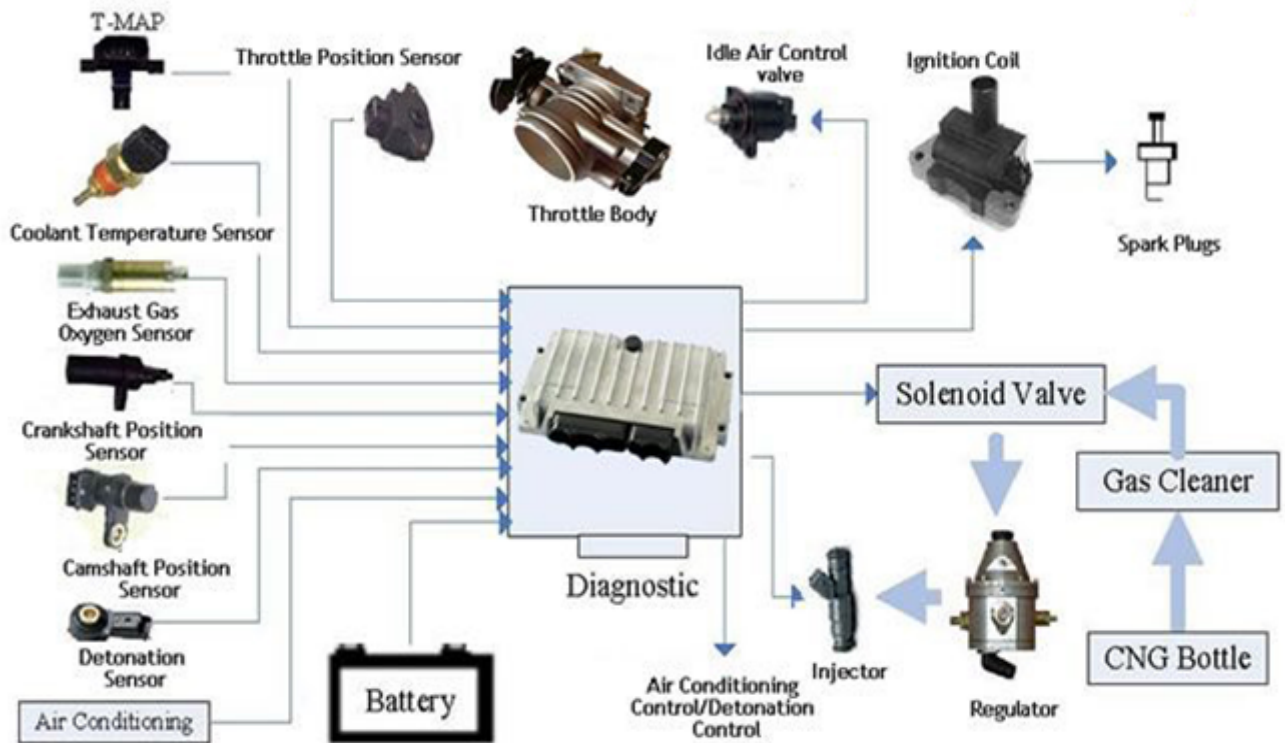 T-MAP
Throttle Position Sensor
Idle Air Control
valve
Ignition Coil
Coolant Temperature Sensor
Throttle Body
Spark Plugs
Exhaust Gas
Oxygen Sensor
Crankshaft Position
Sensor
Solenoid Valve
Gas Cleaner
Camshaft Position
Sensor
Diagnostic
Detonation
Sensor
Battery
Injector
CNG Bottle
Air Conditioning
Air Conditioning
Control/Detonation
Control
Regulator